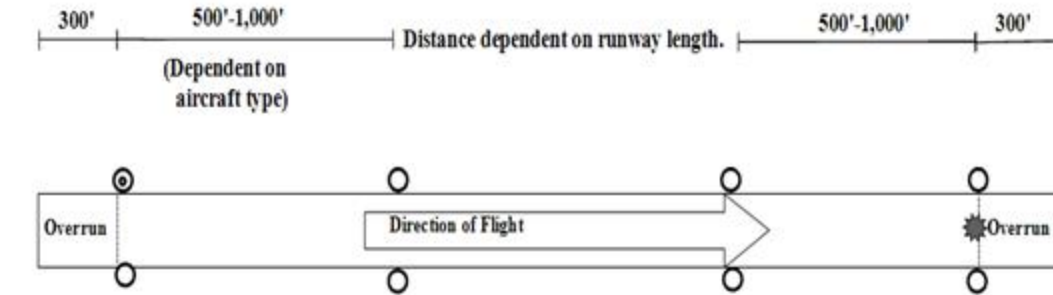 300'
500'-1,000'
Distance dependent on runway length.
500'-1,000'
300'
(Dependent on
aircraft type)
Overrun
Direction of Flight
Overrun